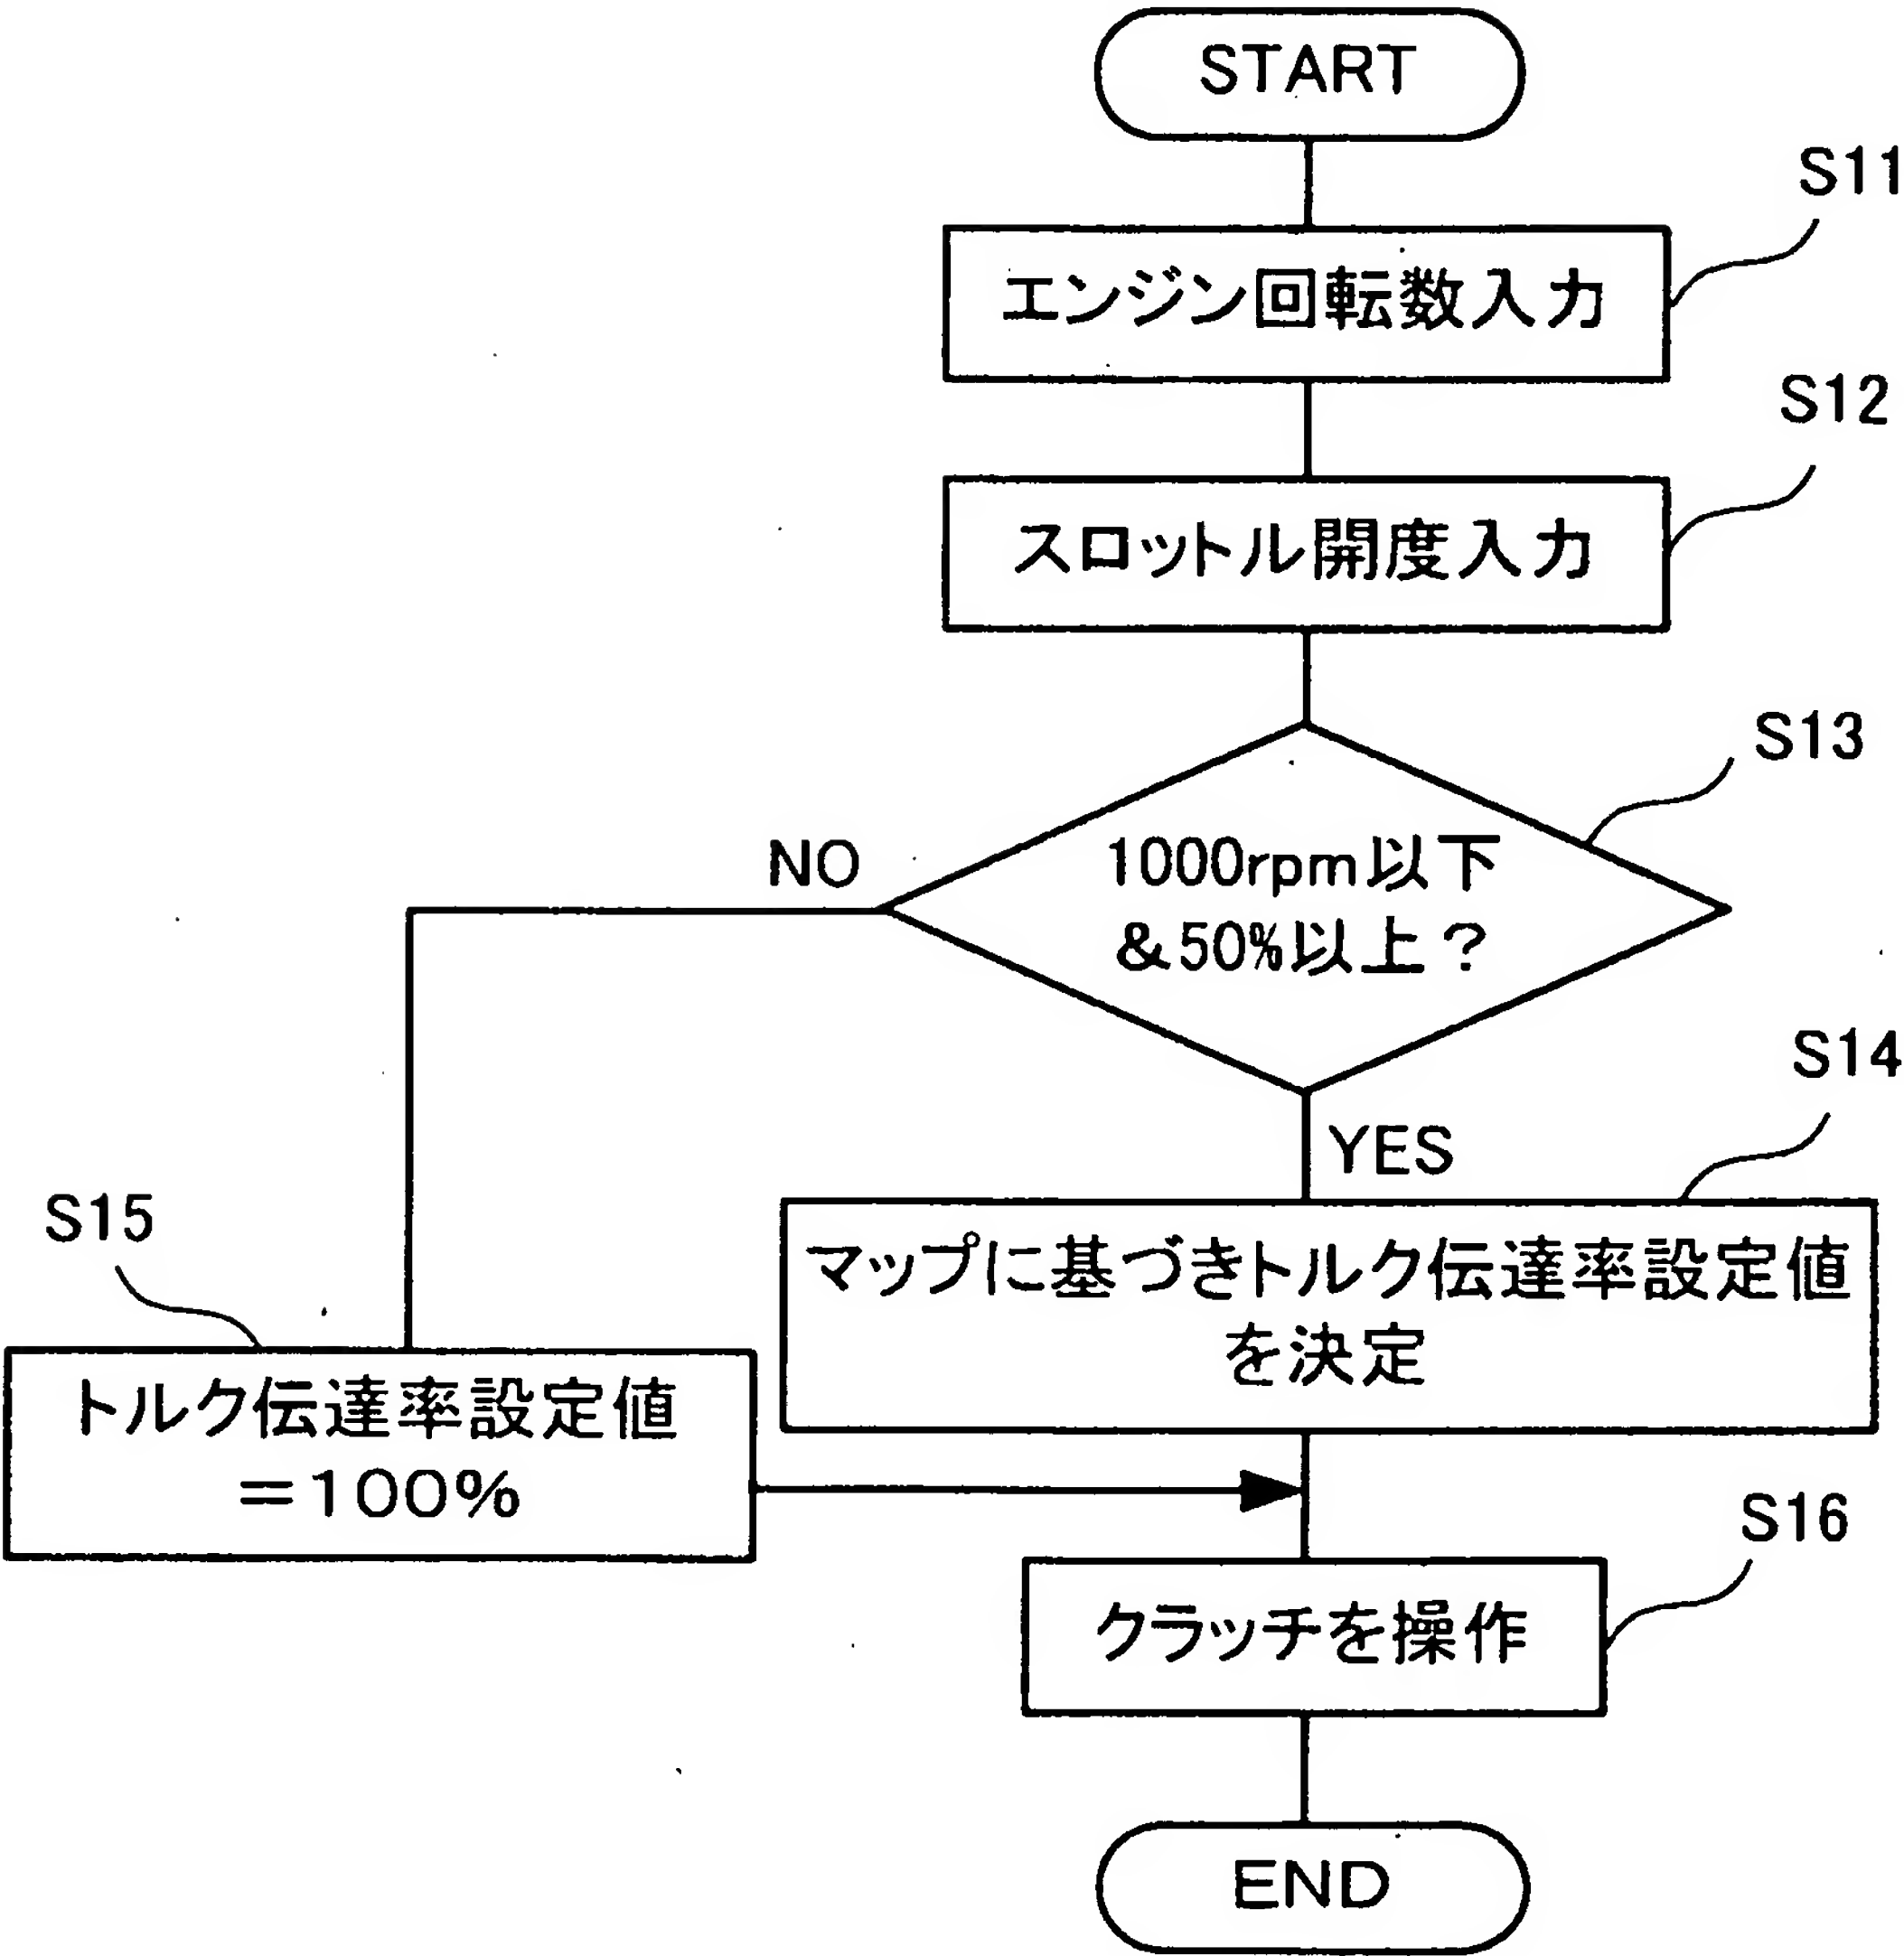 START
S11
エンジン回転数入力
S12
スロットル開度入力
S13
NO
1000rpm以下
&50%以上?
S14
YES
S15
マップに基づきトルク伝達率設定値
を決定
トルク伝達率設定値
=100%
S16
クラッチを操作
END